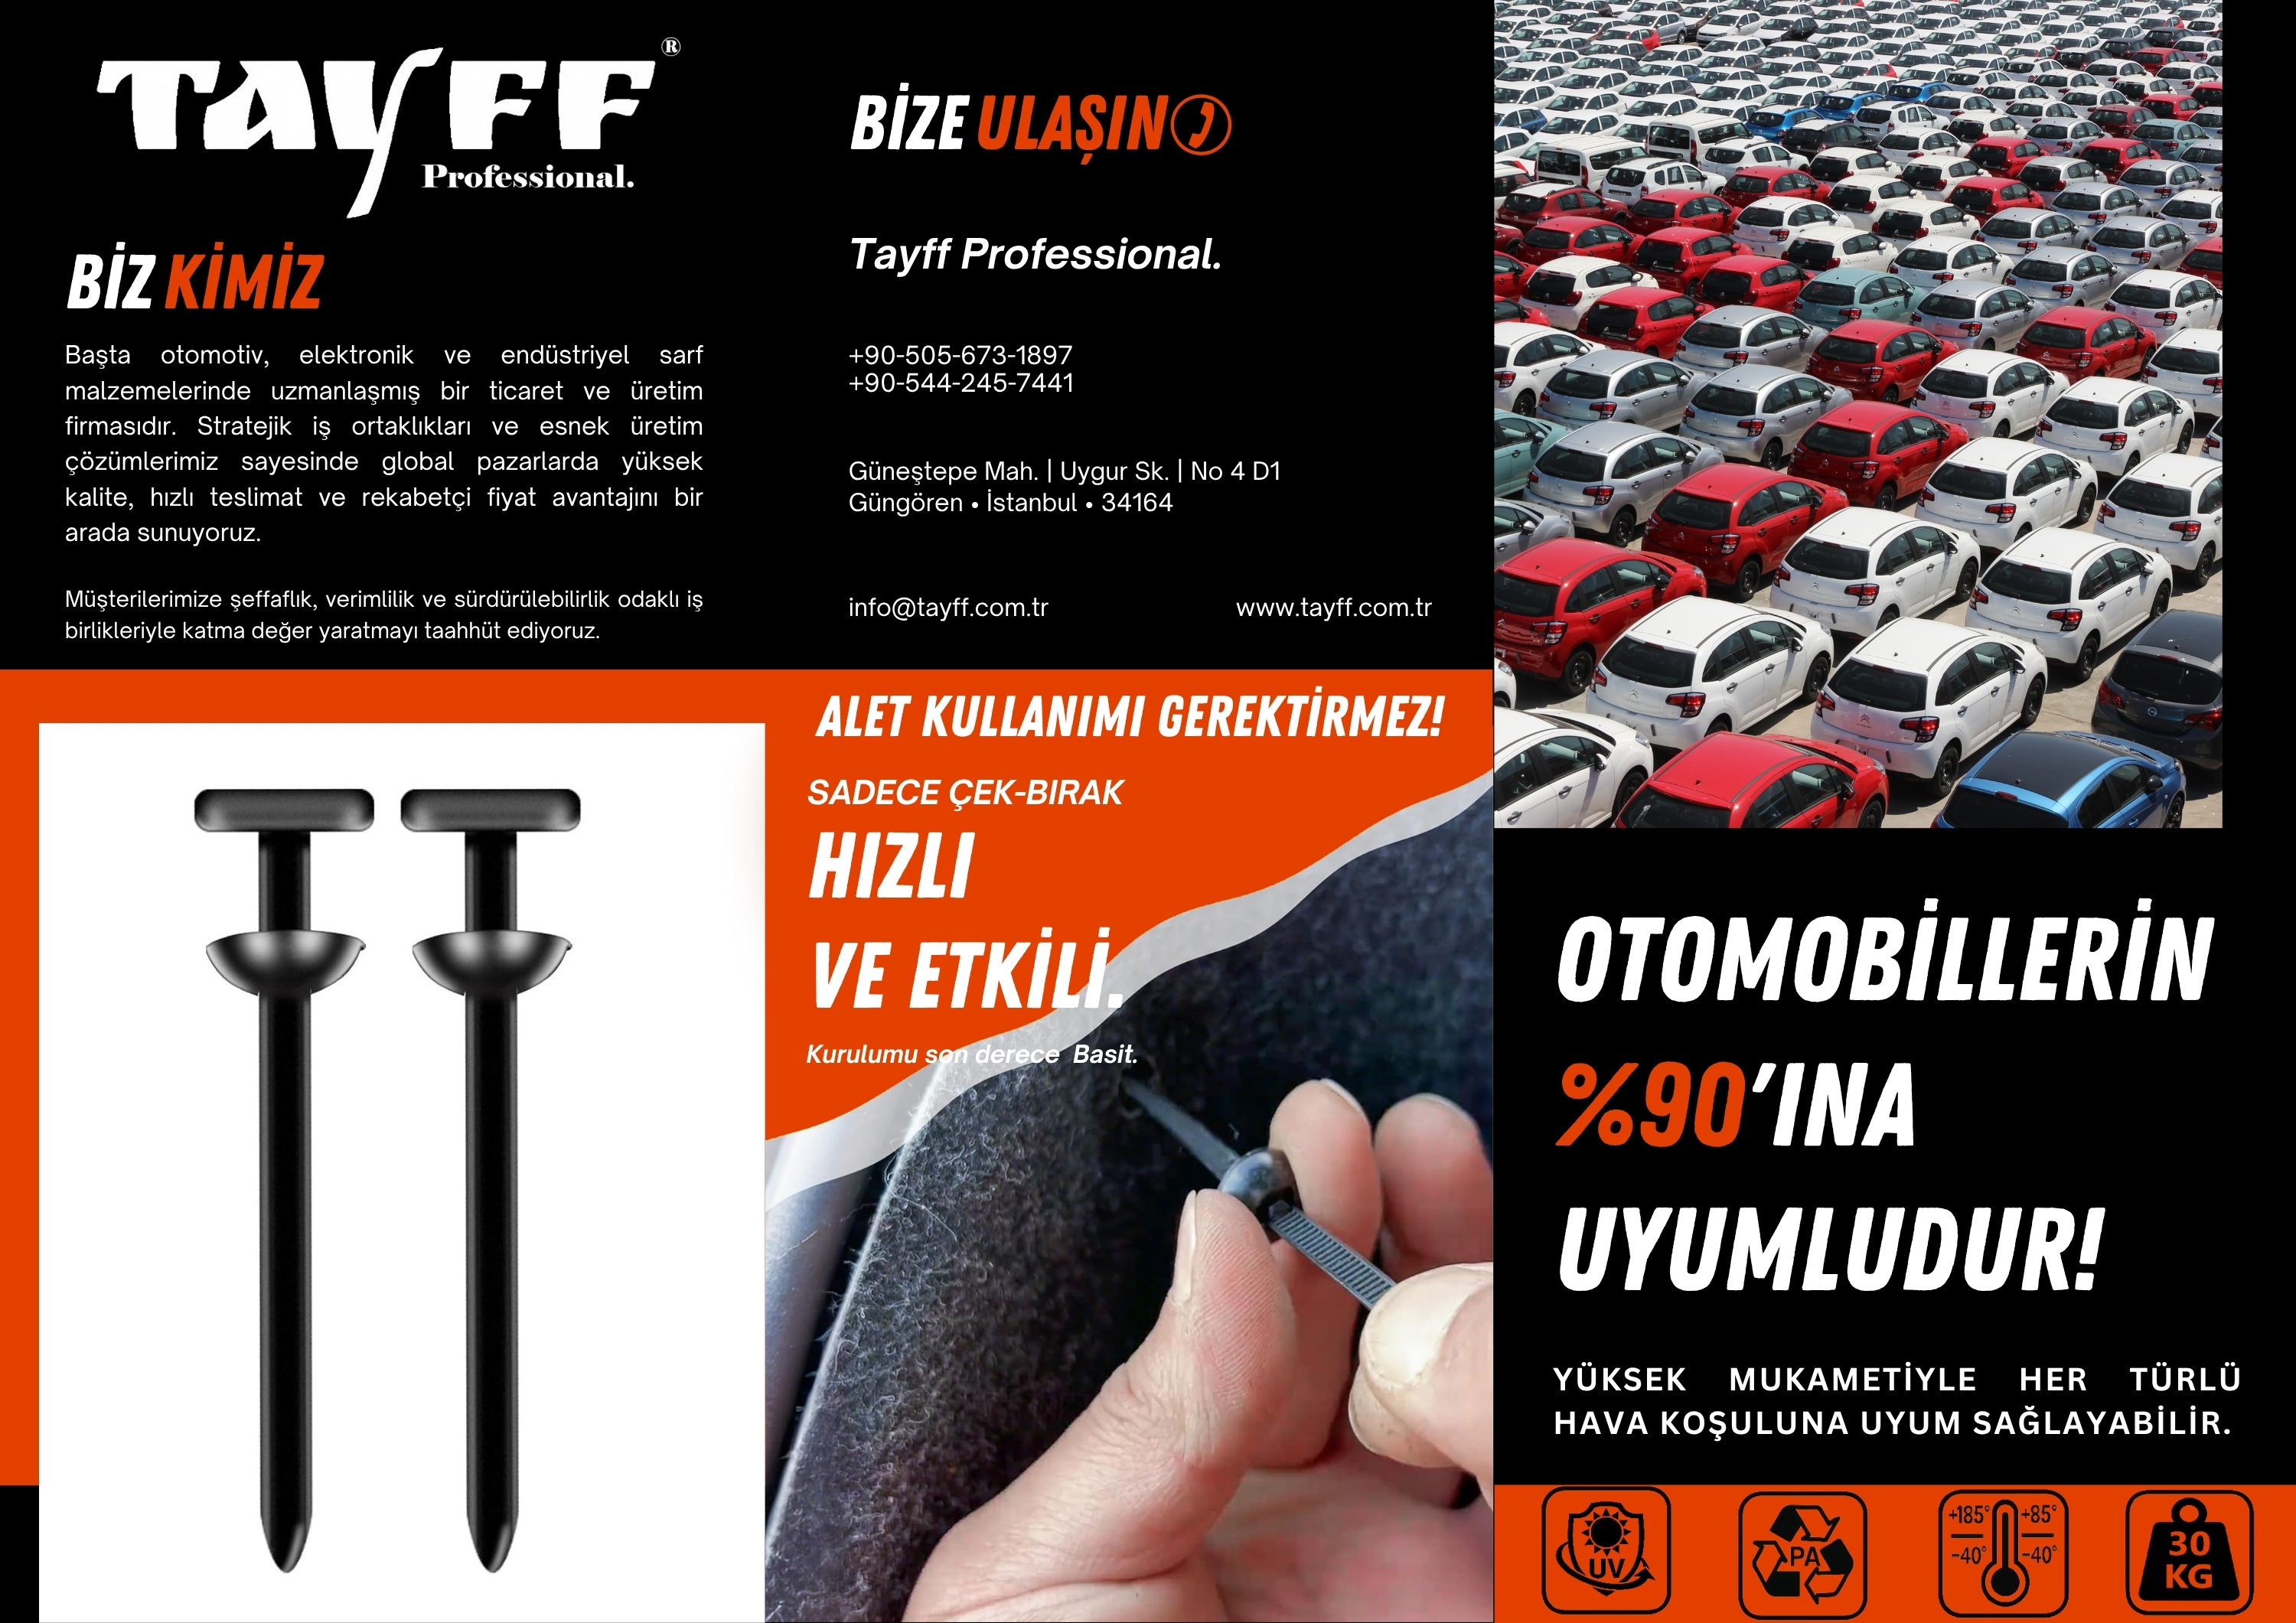 TAYFF®
Professional.
BİZ KİMİZ
Başta otomotiv, elektronik ve endüstriyel sarf
malzemelerinde uzmanlaşmış bir ticaret ve üretim
firmasıdır. Stratejik iş ortaklıkları ve esnek üretim
çözümlerimiz sayesinde global pazarlarda yüksek
kalite, hızlı teslimat ve rekabetçi fiyat avantajını bir
arada sunuyoruz.
Müşterilerimize şeffaflık, verimlilik ve sürdürülebilirlik odaklı iş
birlikleriyle katma değer yaratmayı taahhüt ediyoruz.
BİZE ULAŞIN
Tayff Professional.
+90-505-673-1897
+90-544-245-7441
Güneştepe Mah. | Uygur Sk. | No 4 D1
Güngören • İstanbul • 34164
info@tayff.com.tr
www.tayff.com.tr
ALET KULLANIMI GEREKTİRMEZ!
SADECE ÇEK-BIRAK
HIZLI
VE ETKİLİ.
Kurulumu son derece  Basit.
OTOMOBİLLERİN
%90’INA
UYUMLUDUR!
YÜKSEK MUKAMETİYLE HER TÜRLÜ
HAVA KOŞULUNA UYUM SAĞLAYABİLİR.
UV
PA
+185° +85°
-40° -40°
30
KG